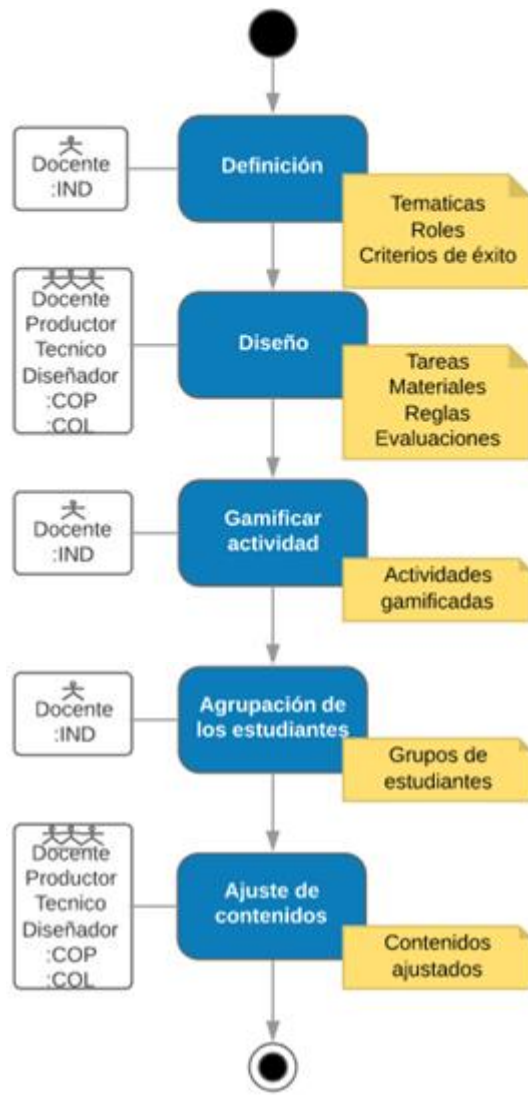 Docente
:IND
Definición
Tematicas
Roles
Criterios de éxito
Docente
Productor
Tecnico
Diseñador
:COP
:COL
Diseño
Tareas
Materiales
Reglas
Evaluaciones
Docente
:IND
Gamificar
actividad
Actividades
gamificadas
Docente
:IND
Agrupación de
los estudiantes
Grupos de
estudiantes
Docente
Productor
Tecnico
Diseñador
:COP
:COL
Ajuste de
contenidos
Contenidos
ajustados